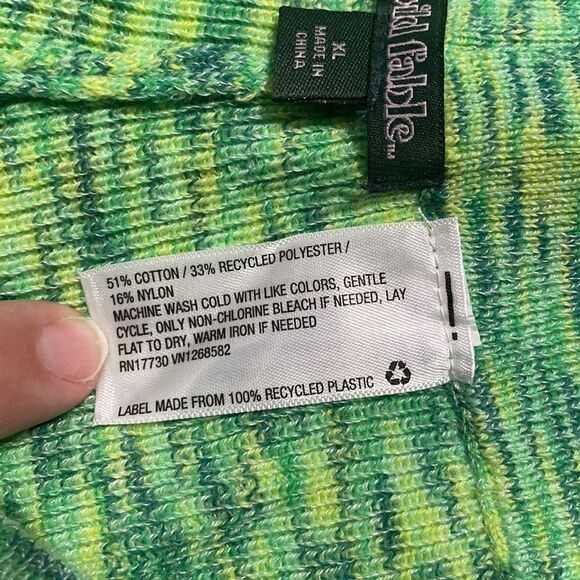 ild Fable™
XL
MADE IN
CHINA
51% COTTON / 33% RECYCLED POLYESTER /
16% NYLON
MACHINE WASH COLD WITH LIKE COLORS, GENTLE
CYCLE, ONLY NON-CHLORINE BLEACH IF NEEDED, LAY
FLAT TO DRY, WARM IRON IF NEEDED
RN17730 VN1268582
LABEL MADE FROM 100% RECYCLED PLASTIC